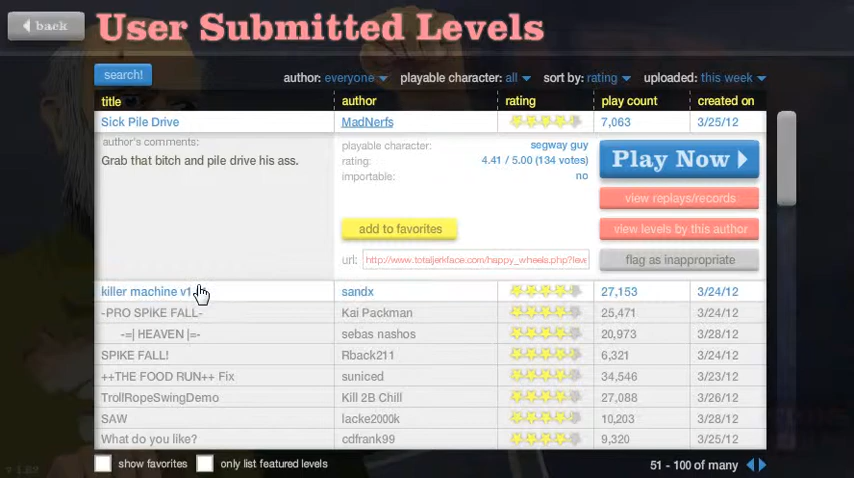 back
User Submitted Levels
search!
author: everyone playable character: all sort by: rating uploaded: this week
title author rating play count created on
Sick Pile Drive MadNerfs 7,063 3/25/12
author's comments:
Grab that bitch and pile drive his ass.
playable character: segway guy
rating: 4.41 / 5.00 (134 votes)
importable: no
Play Now
view replays/records
add to favorites
view levels by this author
url: http://www.totaljerkface.com/happy_wheels.php?leve
flag as inappropriate
killer machine v1 sandx 27,153 3/24/12
-PRO SPIKE FALL- Kai Packman 25,471 3/24/12
-=| HEAVEN |=- sebas nashos 20,973 3/28/12
SPIKE FALL! Rback211 6,321 3/24/12
++THE FOOD RUN++ Fix suniced 34,546 3/23/12
TrollRopeSwingDemo Kill 2B Chill 27,088 3/26/12
SAW lacke2000k 10,203 3/28/12
What do you like? cdfrank99 9,320 3/25/12
show favorites only list featured levels 51 - 100 of many